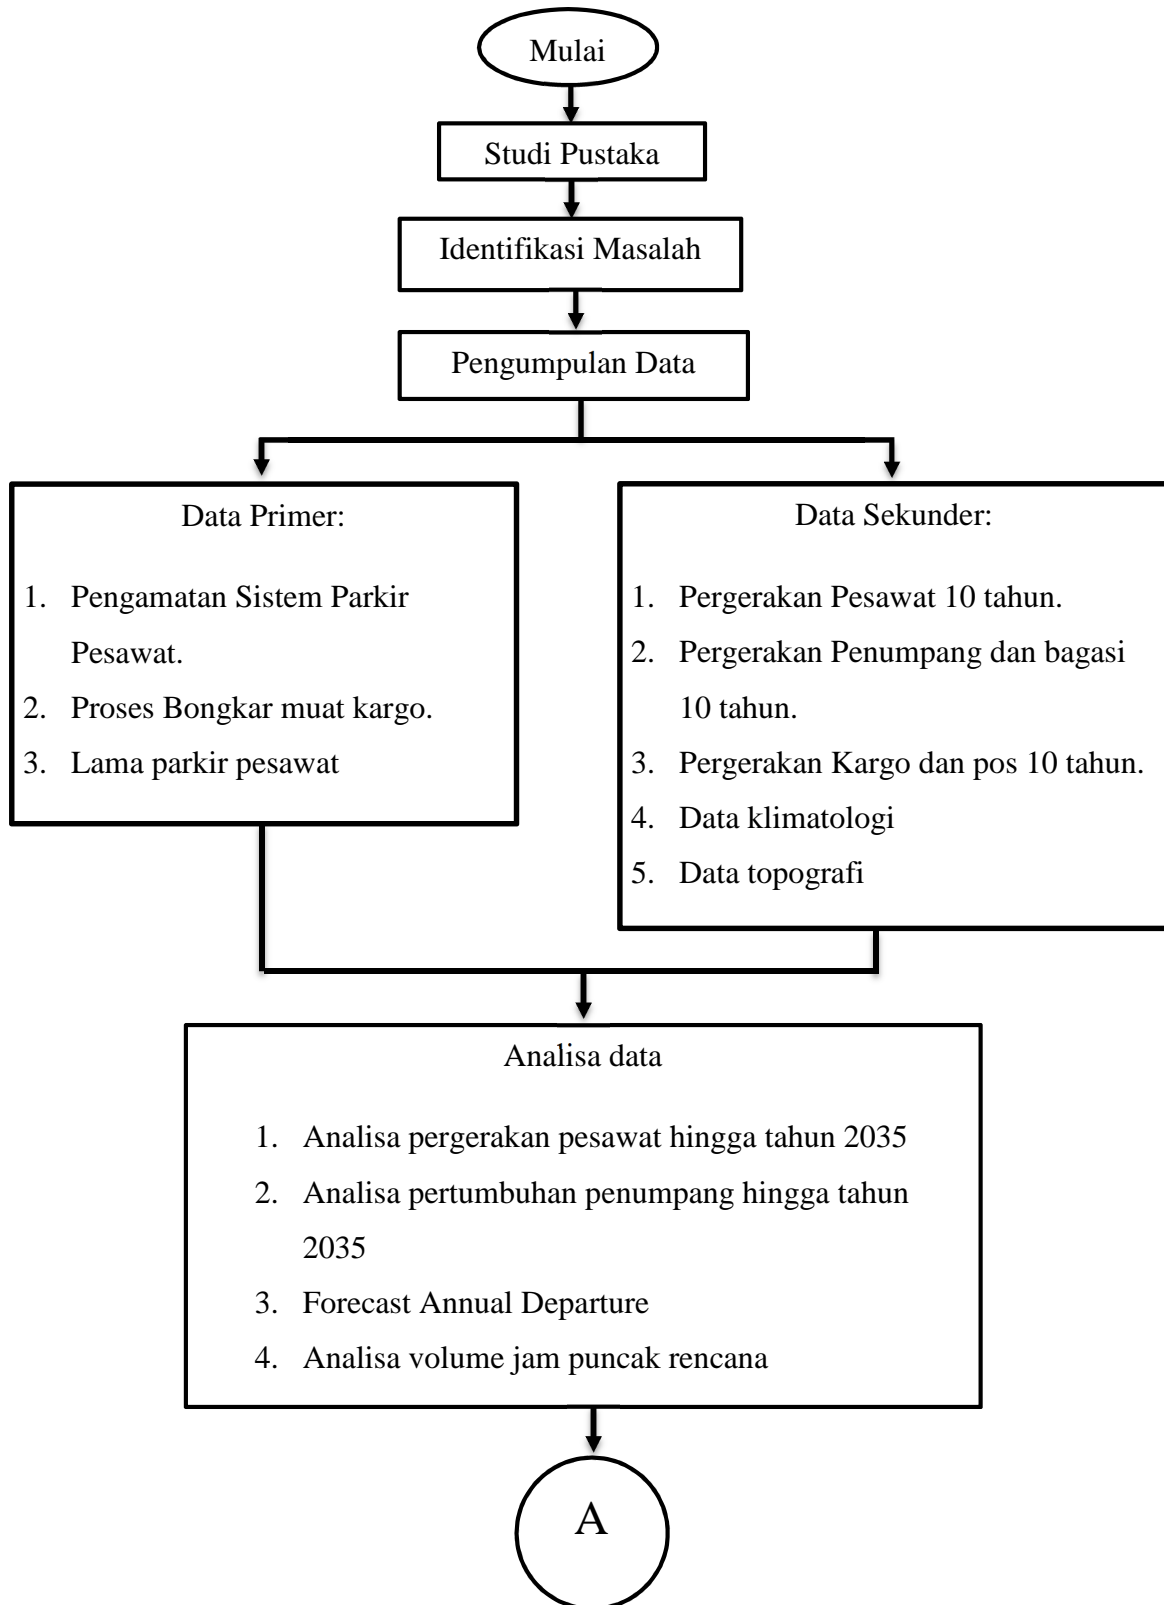 Mulai
Studi Pustaka
Identifikasi Masalah
Pengumpulan Data
Data Primer:
1. Pengamatan Sistem Parkir
Pesawat.
2. Proses Bongkar muat kargo.
3. Lama parkir pesawat
Data Sekunder:
1. Pergerakan Pesawat 10 tahun.
2. Pergerakan Penumpang dan bagasi
10 tahun.
3. Pergerakan Kargo dan pos 10 tahun.
4. Data klimatologi
5. Data topografi
Analisa data
1. Analisa pergerakan pesawat hingga tahun 2035
2. Analisa pertumbuhan penumpang hingga tahun
2035
3. Forecast Annual Departure
4. Analisa volume jam puncak rencana
A